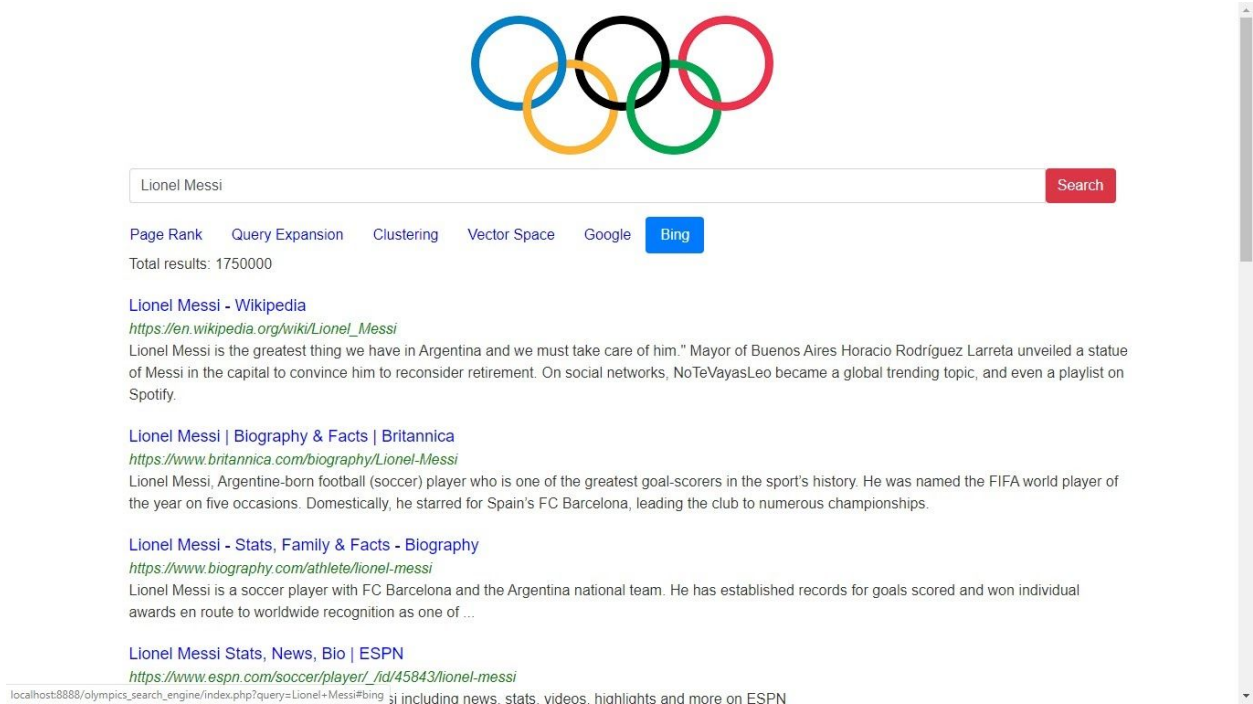 Lionel Messi
Search
Page Rank Query Expansion Clustering Vector Space Google Bing
Total results: 1750000
Lionel Messi - Wikipedia
https://en.wikipedia.org/wiki/Lionel_Messi
Lionel Messi is the greatest thing we have in Argentina and we must take care of him." Mayor of Buenos Aires Horacio Rodríguez Larreta unveiled a statue
of Messi in the capital to convince him to reconsider retirement. On social networks, NoTeVayasLeo became a global trending topic, and even a playlist on
Spotify.
Lionel Messi | Biography & Facts | Britannica
https://www.britannica.com/biography/Lionel-Messi
Lionel Messi, Argentine-born football (soccer) player who is one of the greatest goal-scorers in the sport's history. He was named the FIFA world player of
the year on five occasions. Domestically, he starred for Spain's FC Barcelona, leading the club to numerous championships.
Lionel Messi - Stats, Family & Facts - Biography
https://www.biography.com/athlete/lionel-messi
Lionel Messi is a soccer player with FC Barcelona and the Argentina national team. He has established records for goals scored and won individual
awards en route to worldwide recognition as one of ...
Lionel Messi Stats, News, Bio | ESPN
https://www.espn.com/soccer/player/_/id/45843/lionel-messi
including news, stats, videos, highlights and more on ESPN
localhost:8888/olympics_search_engine/index.php?query=Lionel+Messi#bing